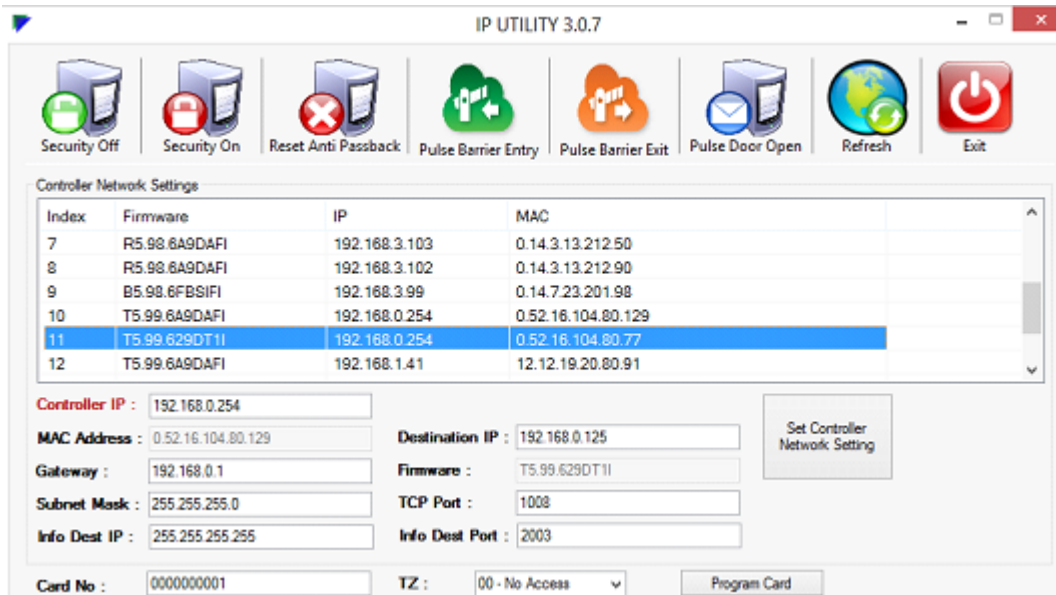 IP UTILITY 3.0.7
Security Off Security On Reset Anti Passback Pulse Barrier Entry Pulse Barrier Exit Pulse Door Open Refresh Exit
Controller Network Settings
Index Firmware IP MAC
7 R5.98.6A9DAFI 192.168.3.103 0.14.3.13.212.50
8 R5.98.6A9DAFI 192.168.3.102 0.14.3.13.212.90
9 B5.98.6FBSIFI 192.168.3.99 0.14.7.23.201.98
10 T5.99.6A9DAFI 192.168.0.254 0.52.16.104.80.129
11 T5.99.629DT1I 192.168.0.254 0.52.16.104.80.77
12 T5.99.6A9DAFI 192.168.1.41 12.12.19.20.80.91
Controller IP : 192.168.0.254
MAC Address : 0.52.16.104.80.129 Destination IP : 192.168.0.125
Set Controller
Network Setting
Gateway : 192.168.0.1 Firmware : T5.99.629DT1I
Subnet Mask : 255.255.255.0 TCP Port : 1008
Info Dest IP : 255.255.255.255 Info Dest Port : 2003
Card No : 0000000001 TZ : 00 - No Access Program Card